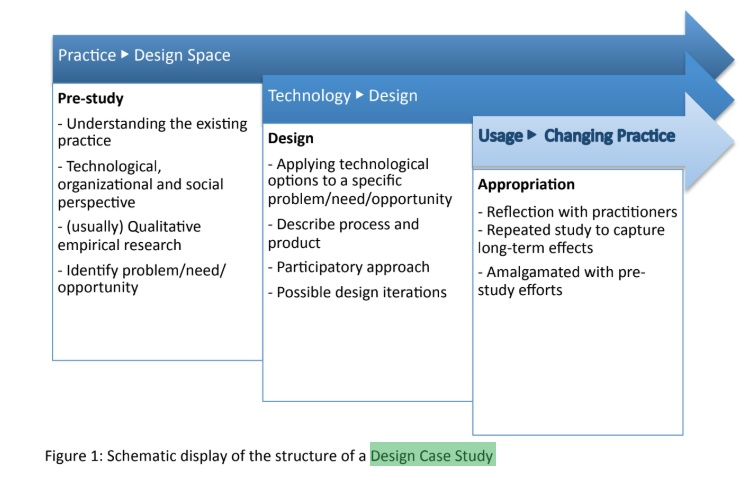 Practice ▸ Design Space
Pre-study
- Understanding the existing
practice
- Technological,
organizational and social
perspective
- (usually) Qualitative
empirical research
- Identify problem/need/
opportunity
Technology ▸ Design
Design
- Applying technological
options to a specific
problem/need/opportunity
- Describe process and
product
- Participatory approach
- Possible design iterations
Usage ▸ Changing Practice
Appropriation
- Reflection with practitioners
- Repeated study to capture
long-term effects
- Amalgamated with pre-
study efforts
Figure 1: Schematic display of the structure of a Design Case Study